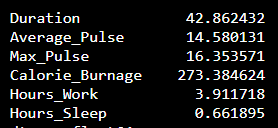 Duration 42.862432
Average_Pulse 14.580131
Max_Pulse 16.353571
Calorie_Burnage 273.384624
Hours_Work 3.911718
Hours_Sleep 0.661895